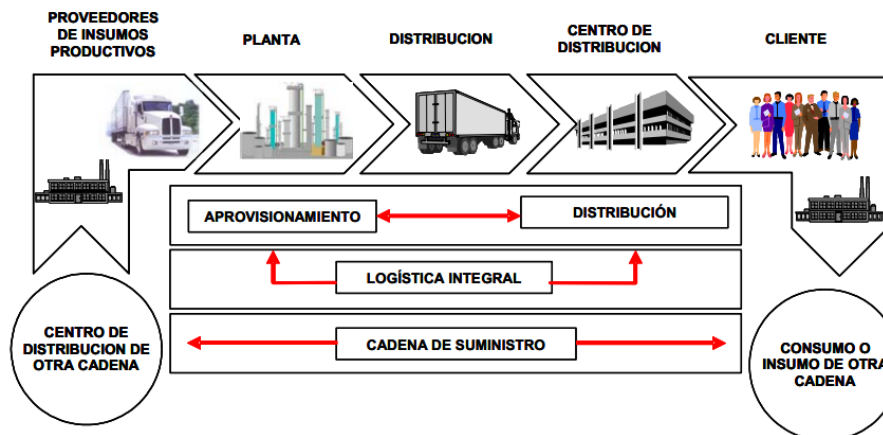 PROVEEDORES
DE INSUMOS
PRODUCTIVOS
PLANTA
DISTRIBUCION
CENTRO DE
DISTRIBUCION
CLIENTE
APROVISIONAMIENTO
DISTRIBUCIÓN
LOGÍSTICA INTEGRAL
CADENA DE SUMINISTRO
CENTRO DE
DISTRIBUCION DE
OTRA CADENA
CONSUMO O
INSUMO DE OTRA
CADENA